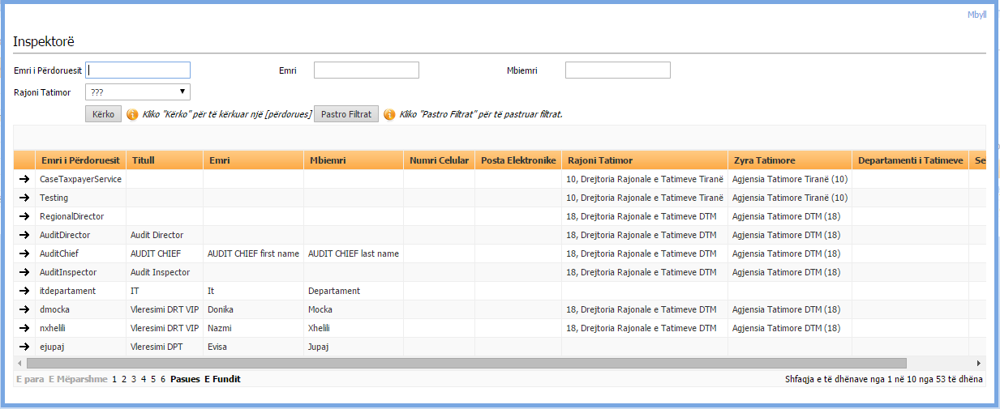 Mbyll
Inspektorë
Emri i Përdoruesit Emri Mbiemri
Rajoni Tatimor ???
Kërko Kliko "Kërko" për të kërkuar një [përdorues] Pastro Filtrat Kliko "Pastro Filtrat" për të pastruar filtrat.
Emri i Përdoruesit Titull Emri Mbiemri Numri Celular Posta Elektronike Rajoni Tatimor Zyra Tatimore Departamenti i Tatimeve Se
CaseTaxpayerService 10, Drejtoria Rajonale e Tatimeve Tiranë Agjensia Tatimore Tiranë (10)
Testing 10, Drejtoria Rajonale e Tatimeve Tiranë Agjensia Tatimore Tiranë (10)
RegionalDirector 18, Drejtoria Rajonale e Tatimeve DTM Agjensia Tatimore DTM (18)
AuditDirector Audit Director 18, Drejtoria Rajonale e Tatimeve DTM Agjensia Tatimore DTM (18)
AuditChief AUDIT CHIEF AUDIT CHIEF first name AUDIT CHIEF last name 18, Drejtoria Rajonale e Tatimeve DTM Agjensia Tatimore DTM (18)
AuditInspector Audit Inspector 18, Drejtoria Rajonale e Tatimeve DTM Agjensia Tatimore DTM (18)
itdepartament IT It Departament
dmocka Vleresimi DRT VIP Donika Mocka 18, Drejtoria Rajonale e Tatimeve DTM Agjensia Tatimore DTM (18)
nxhelili Vleresimi DRT VIP Nazmi Xhelili 18, Drejtoria Rajonale e Tatimeve DTM Agjensia Tatimore DTM (18)
ejupaj Vleresimi DPT Evisa Jupaj
E para E Mëparshme 1 2 3 4 5 6 Pasues E Fundit Shfaqja e të dhënave nga 1 në 10 nga 53 të dhëna